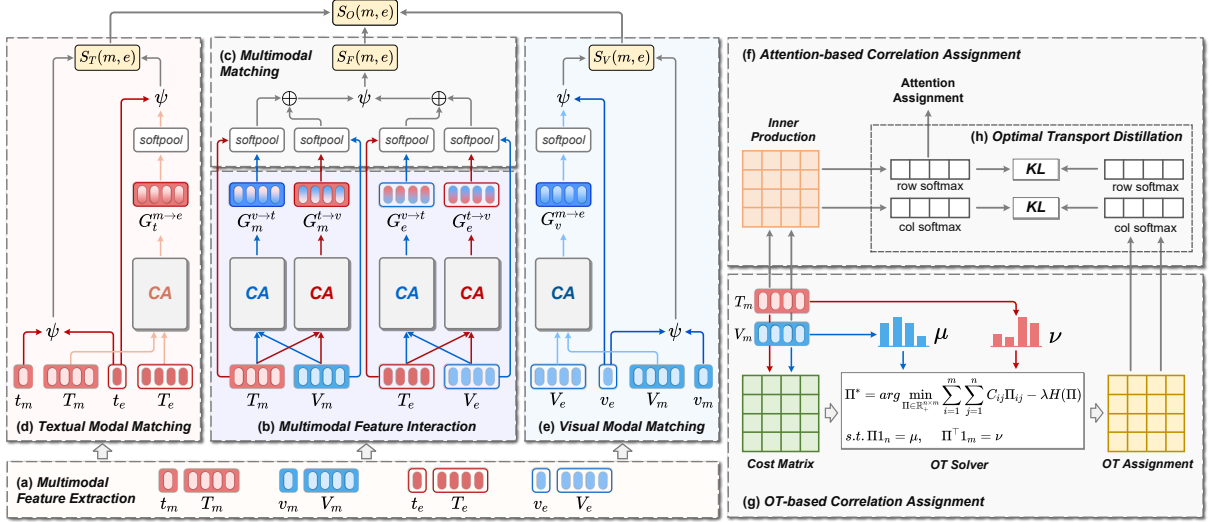 S_O(m, e)
S_T(m, e)
(c) Multimodal
Matching
S_F(m, e)
S_V(m, e)
ψ
ψ
ψ
softpool
softpool
softpool
softpool
softpool
softpool
G_t^{m→e}
G_m^{v→t}
G_m^{t→v}
G_e^{v→t}
G_e^{t→v}
G_v^{m→e}
CA
CA
CA
CA
CA
CA
ψ
ψ
t_m
T_m
t_e
T_e
T_m
V_m
T_e
V_e
V_e
v_e
V_m
v_m
(d) Textual Modal Matching
(b) Multimodal Feature Interaction
(e) Visual Modal Matching
(a) Multimodal
Feature Extraction
t_m
T_m
v_m
V_m
t_e
T_e
v_e
V_e
(f) Attention-based Correlation Assignment
Attention
Assignment
Inner
Production
(h) Optimal Transport Distillation
KL
row softmax
row softmax
KL
col softmax
col softmax
T_m
V_m
μ
ν
Π* = arg min_{Π∈ℝ_+^{n×m}} ∑_{i=1}^{m} ∑_{j=1}^{n} C_{ij}Π_{ij} − λH(Π)
s.t. Π1_n = μ, Π^⊤1_m = ν
Cost Matrix
OT Solver
OT Assignment
(g) OT-based Correlation Assignment